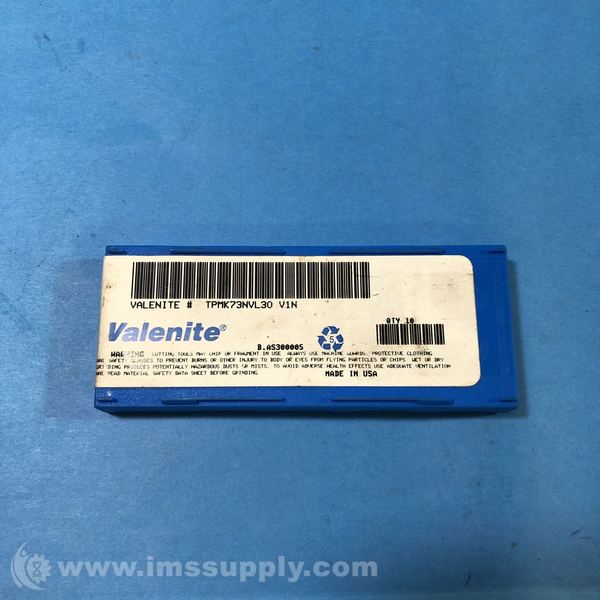 VALENITE # TPMK73NVL30 V1N
Valenite®
QTY 10
B.AS300005
5
WARNING CUTTING TOOLS MAY CHIP OR FRAGMENT IN USE ALWAYS USE MACHINE GUARDS. PROTECTIVE CLOTHING
AND SAFETY GLASSES TO PREVENT BURNS OR OTHER INJURY TO BODY OR EYES FROM FLYING PARTICLES OR CHIPS WET OR DRY
GRINDING PRODUCES POTENTIALLY HAZARDOUS DUSTS OR MISTS. TO AVOID ADVERSE HEALTH EFFECTS USE ADEQUATE VENTILATION
AND READ MATERIAL SAFETY DATA SHEET BEFORE GRINDING
MADE IN USA
www.imssupply.com